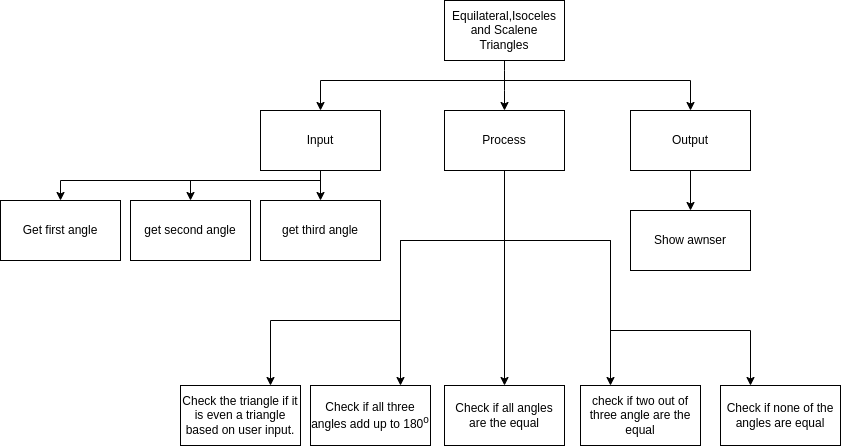 Equilateral,Isoceles
and Scalene
Triangles
Input
Process
Output
Get first angle
get second angle
get third angle
Show awnser
Check the triangle if it
is even a triangle
based on user input.
Check if all three
angles add up to 180⁰
Check if all angles
are the equal
check if two out of
three angle are the
equal
Check if none of the
angles are equal